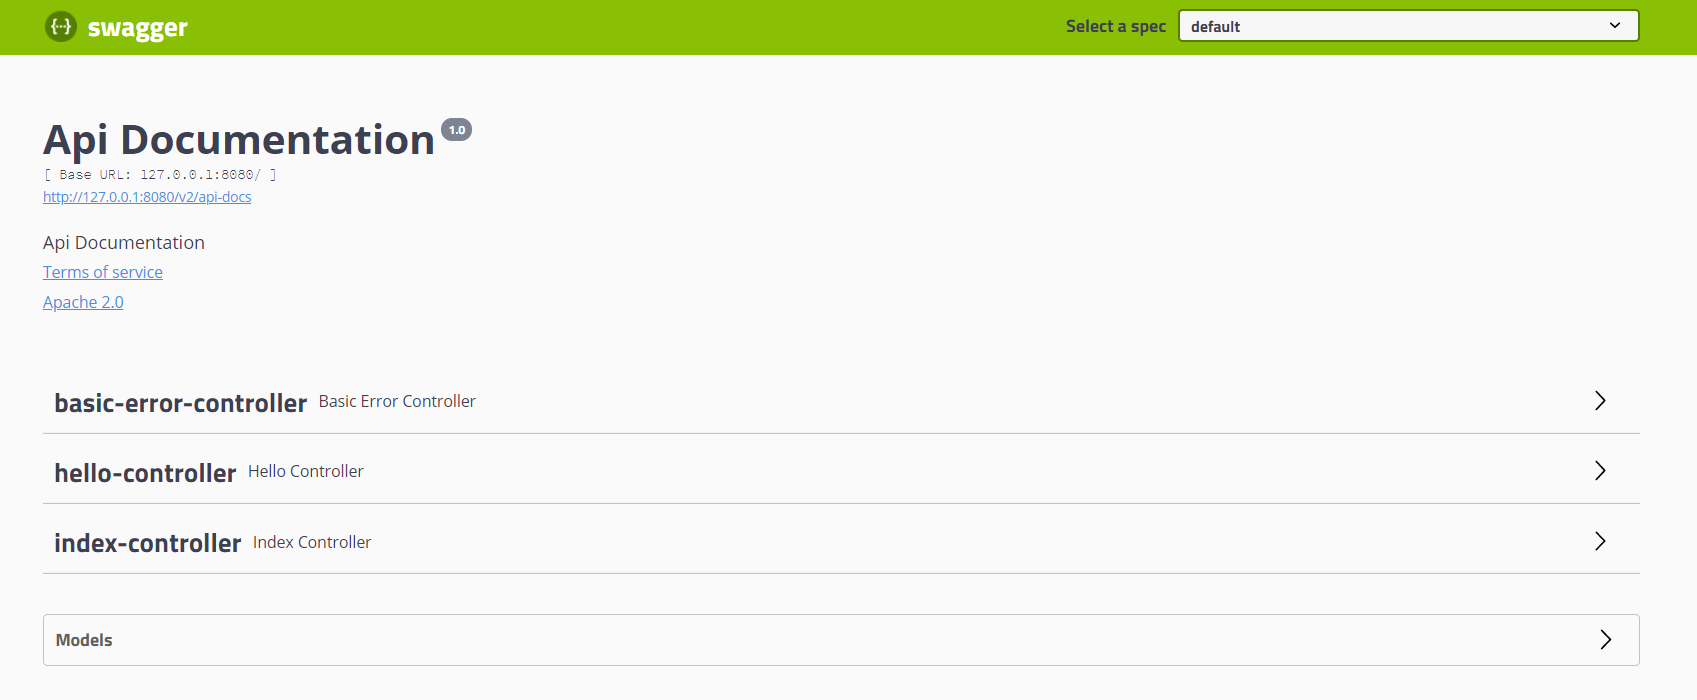 {···} swagger Select a spec default
Api Documentation 1.0
[ Base URL: 127.0.0.1:8080/ ]
http://127.0.0.1:8080/v2/api-docs
Api Documentation
Terms of service
Apache 2.0
basic-error-controller Basic Error Controller
hello-controller Hello Controller
index-controller Index Controller
Models